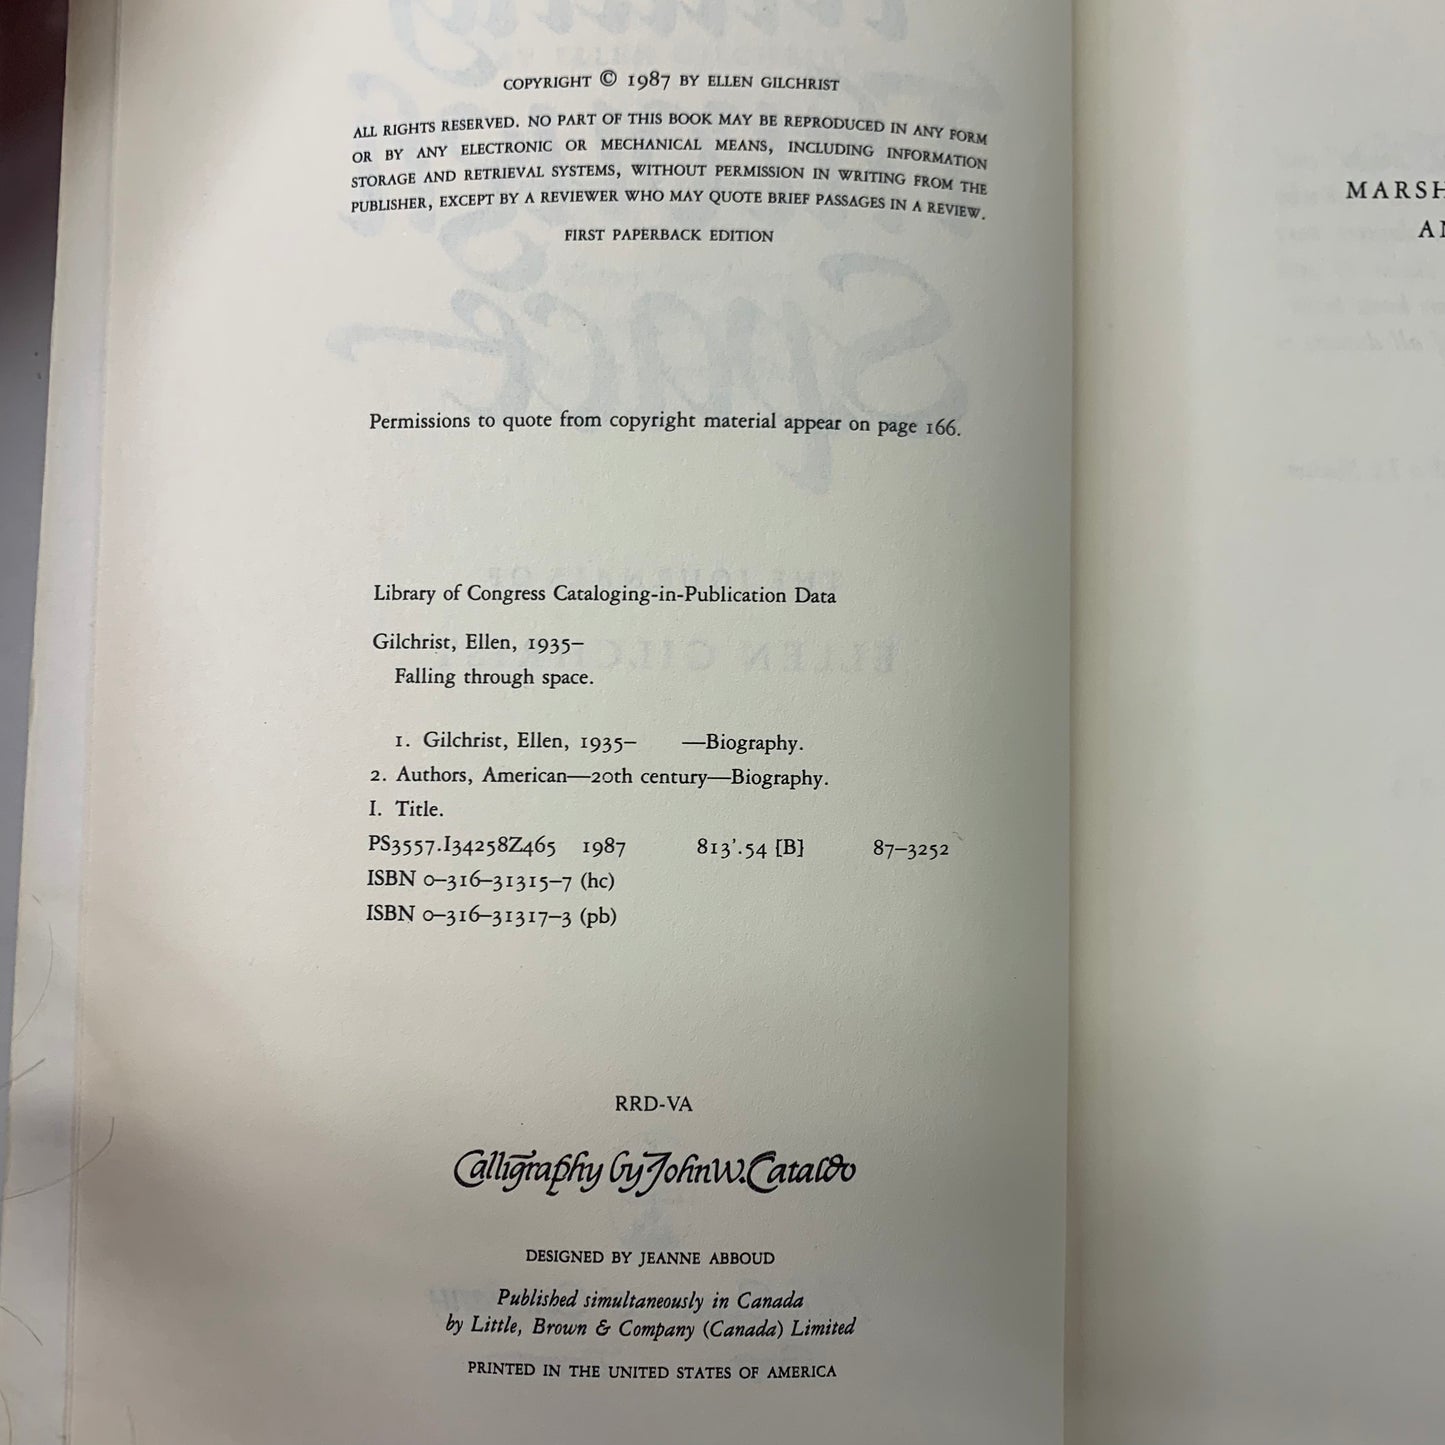 COPYRIGHT © 1987 BY ELLEN GILCHRIST
ALL RIGHTS RESERVED. NO PART OF THIS BOOK MAY BE REPRODUCED IN ANY FORM
OR BY ANY ELECTRONIC OR MECHANICAL MEANS, INCLUDING INFORMATION
STORAGE AND RETRIEVAL SYSTEMS, WITHOUT PERMISSION IN WRITING FROM THE
PUBLISHER, EXCEPT BY A REVIEWER WHO MAY QUOTE BRIEF PASSAGES IN A REVIEW.
FIRST PAPERBACK EDITION
Permissions to quote from copyright material appear on page 166.
Library of Congress Cataloging-in-Publication Data
Gilchrist, Ellen, 1935–
Falling through space.
1. Gilchrist, Ellen, 1935– —Biography.
2. Authors, American—20th century—Biography.
I. Title.
PS3557.I34258Z465 1987 813'.54 [B] 87–3252
ISBN 0–316–31315–7 (hc)
ISBN 0–316–31317–3 (pb)
RRD-VA
Calligraphy by John W. Cataldo
DESIGNED BY JEANNE ABBOUD
Published simultaneously in Canada
by Little, Brown & Company (Canada) Limited
PRINTED IN THE UNITED STATES OF AMERICA
MARSH
AN